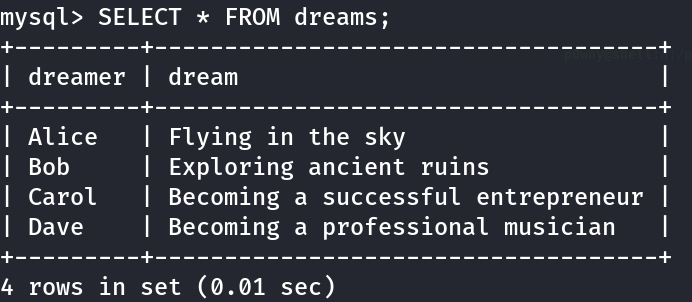 mysql> SELECT * FROM dreams;
+---------+------------------------------------+
| dreamer | dream                              |
+---------+------------------------------------+
| Alice   | Flying in the sky                  |
| Bob     | Exploring ancient ruins            |
| Carol   | Becoming a successful entrepreneur |
| Dave    | Becoming a professional musician   |
+---------+------------------------------------+
4 rows in set (0.01 sec)